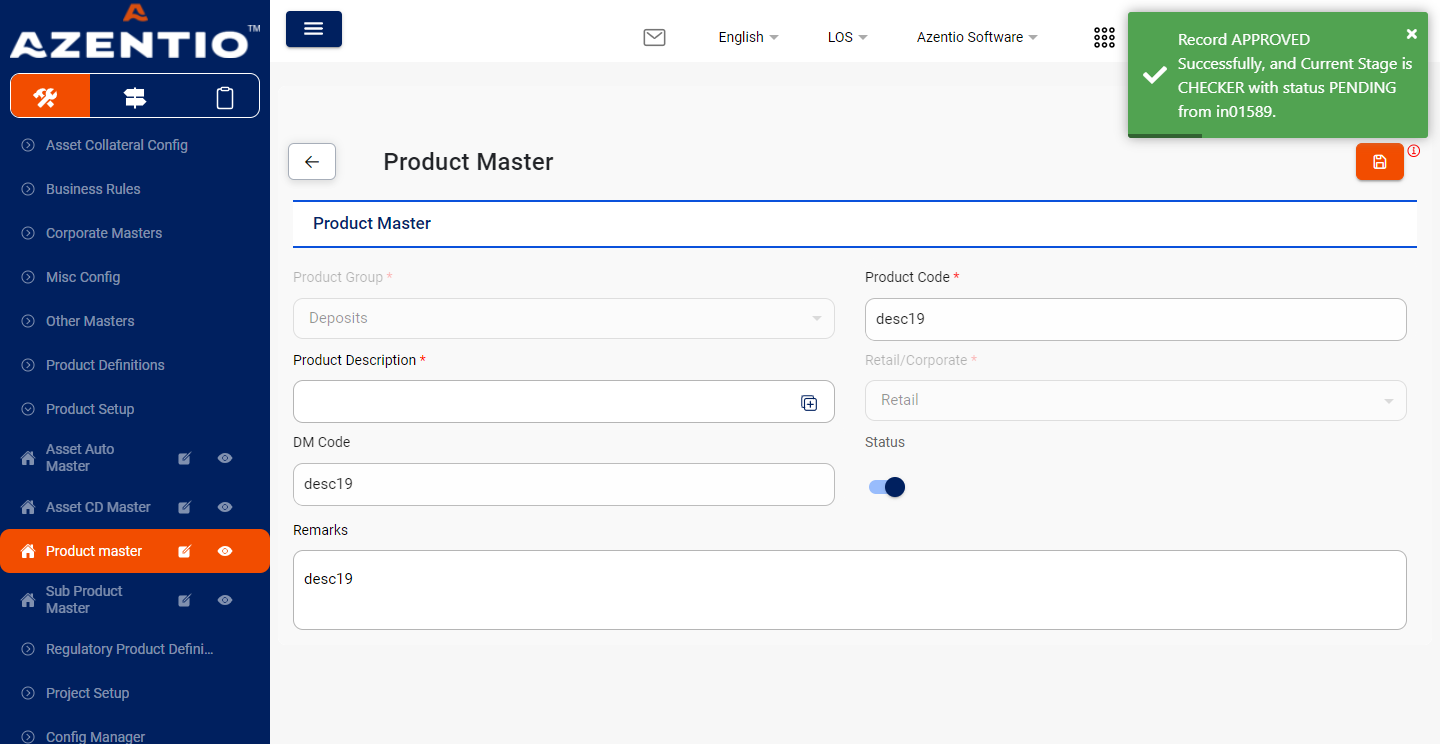 AZENTIO™
English
LOS
Azentio Software
Record APPROVED
Successfully, and Current Stage is
CHECKER with status PENDING
from in01589.
Asset Collateral Config
Business Rules
Corporate Masters
Misc Config
Other Masters
Product Definitions
Product Setup
Asset Auto
Master
Asset CD Master
Product master
Sub Product
Master
Regulatory Product Defini...
Project Setup
Config Manager
Product Master
Product Master
Product Group *
Deposits
Product Code *
desc19
Product Description *
Retail/Corporate *
Retail
DM Code
desc19
Status
Remarks
desc19